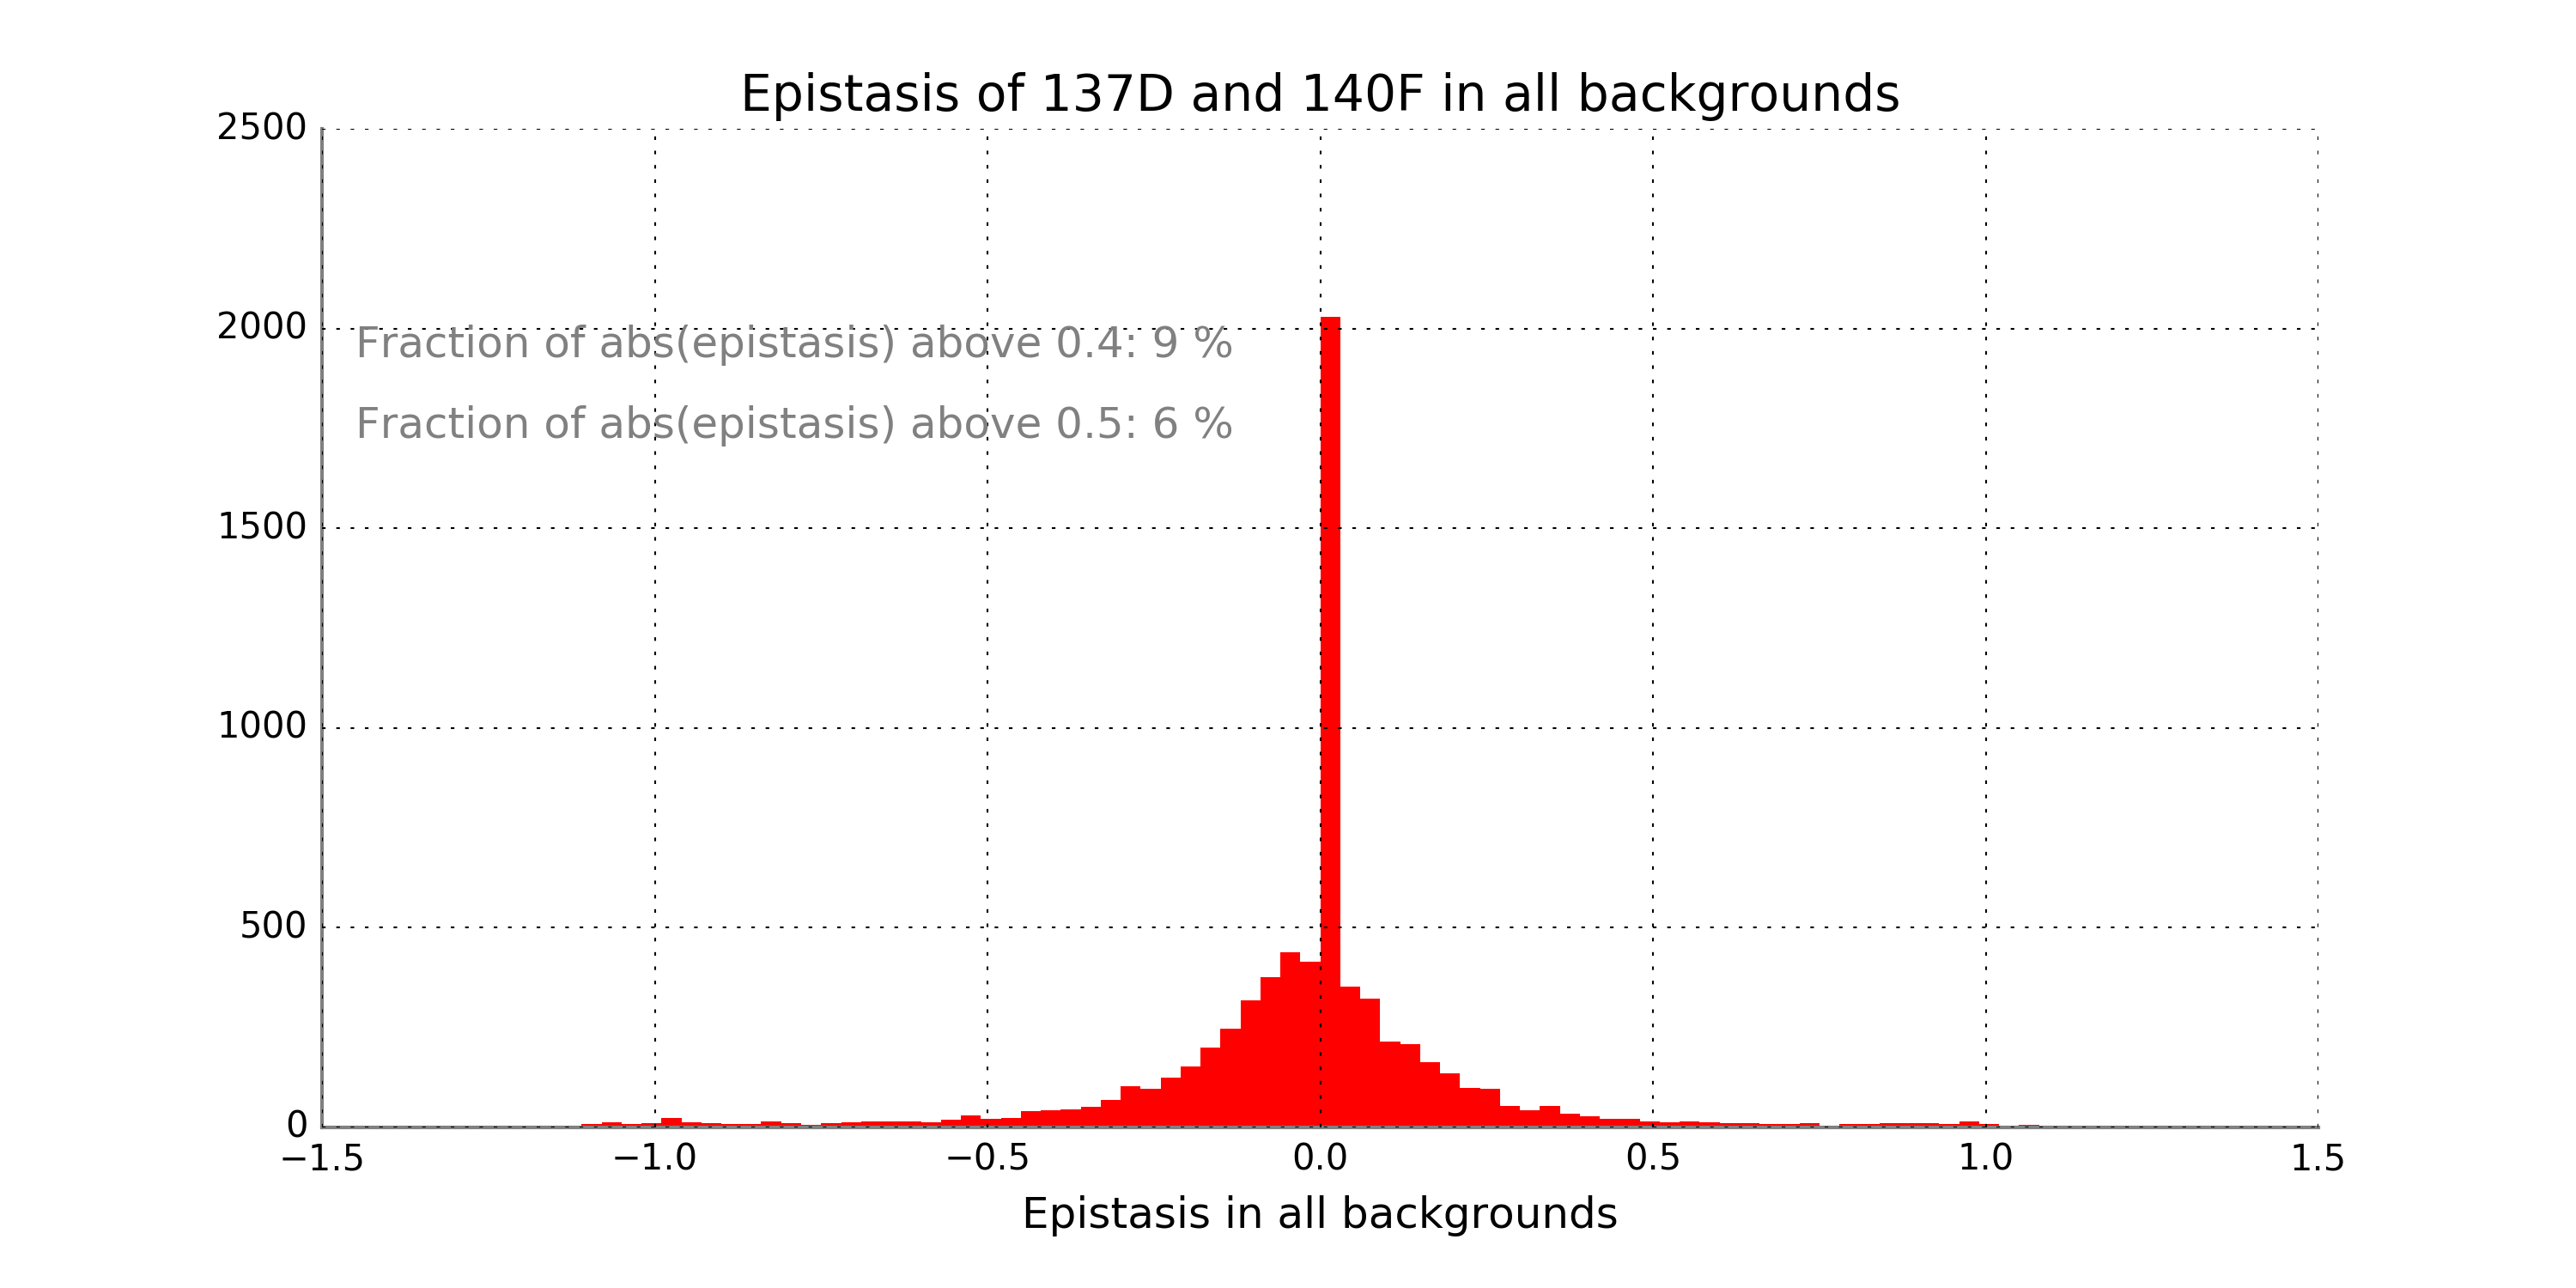 Epistasis of 137D and 140F in all backgrounds
2500
2000
Fraction of abs(epistasis) above 0.4: 9 %
Fraction of abs(epistasis) above 0.5: 6 %
1500
1000
500
0
−1.5 −1.0 −0.5 0.0 0.5 1.0 1.5
Epistasis in all backgrounds